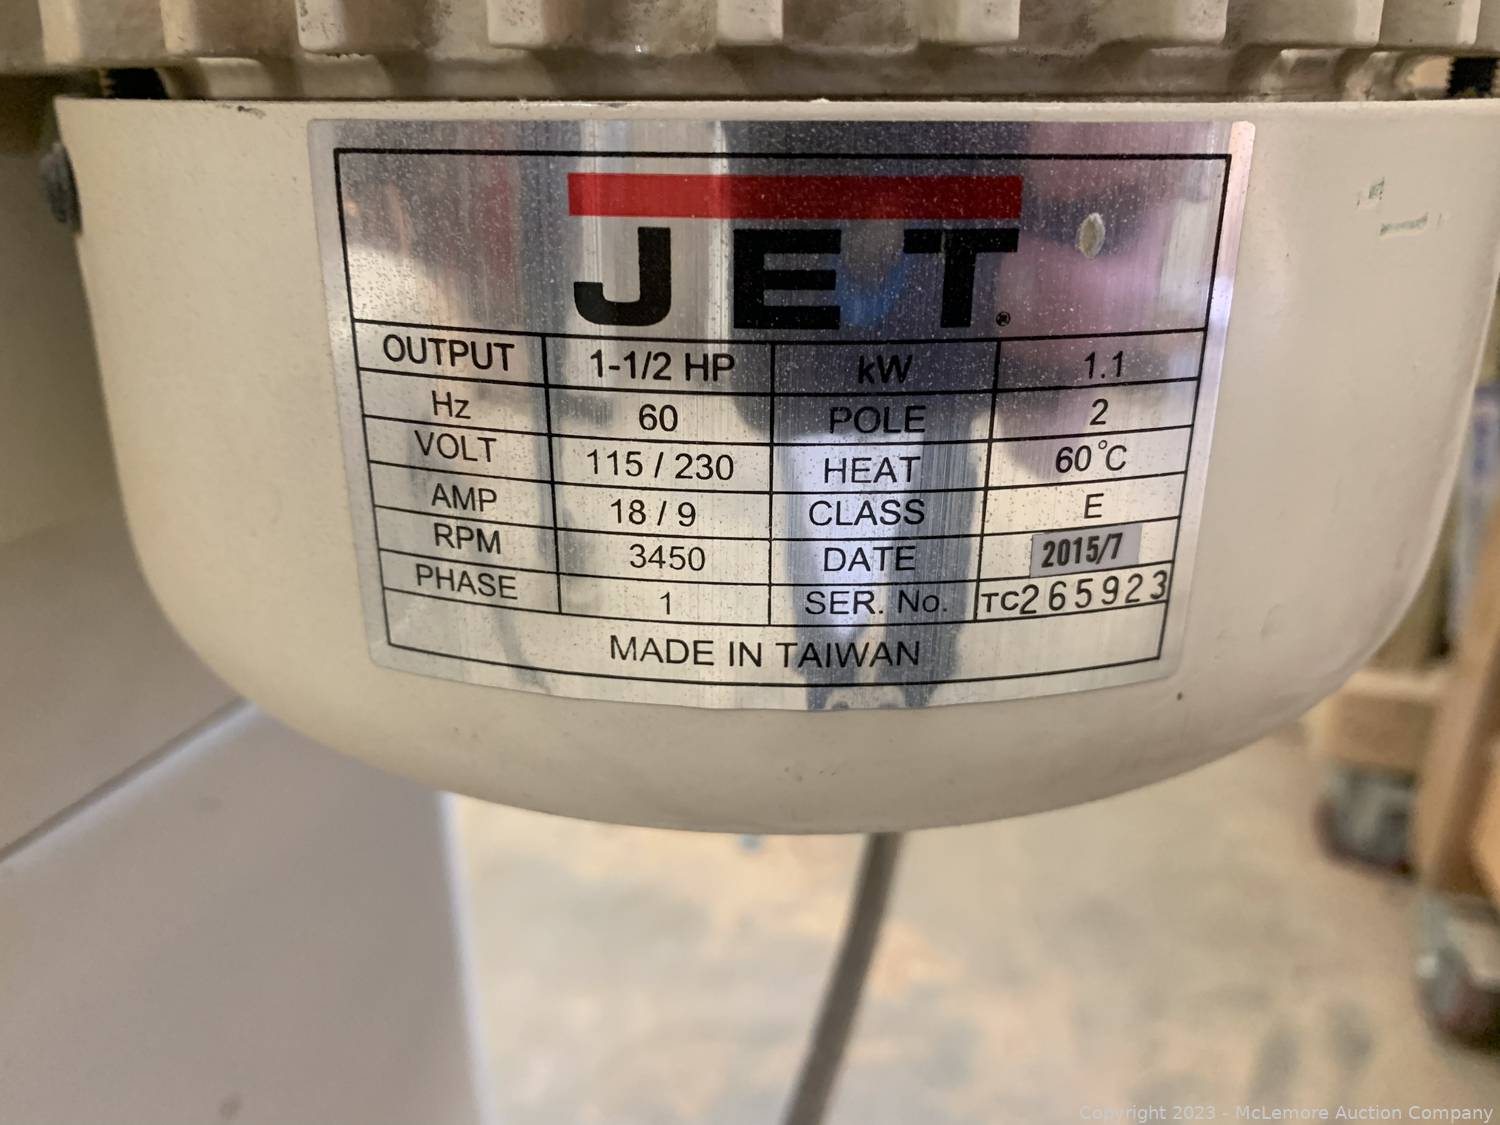 JET®
OUTPUT 1-1/2 HP kW 1.1
Hz 60 POLE 2
VOLT 115 / 230 HEAT 60°C
AMP 18 / 9 CLASS E
RPM 3450 DATE 2015/7
PHASE 1 SER. No. TC265923
MADE IN TAIWAN
Copyright 2023 - McLemore Auction Company